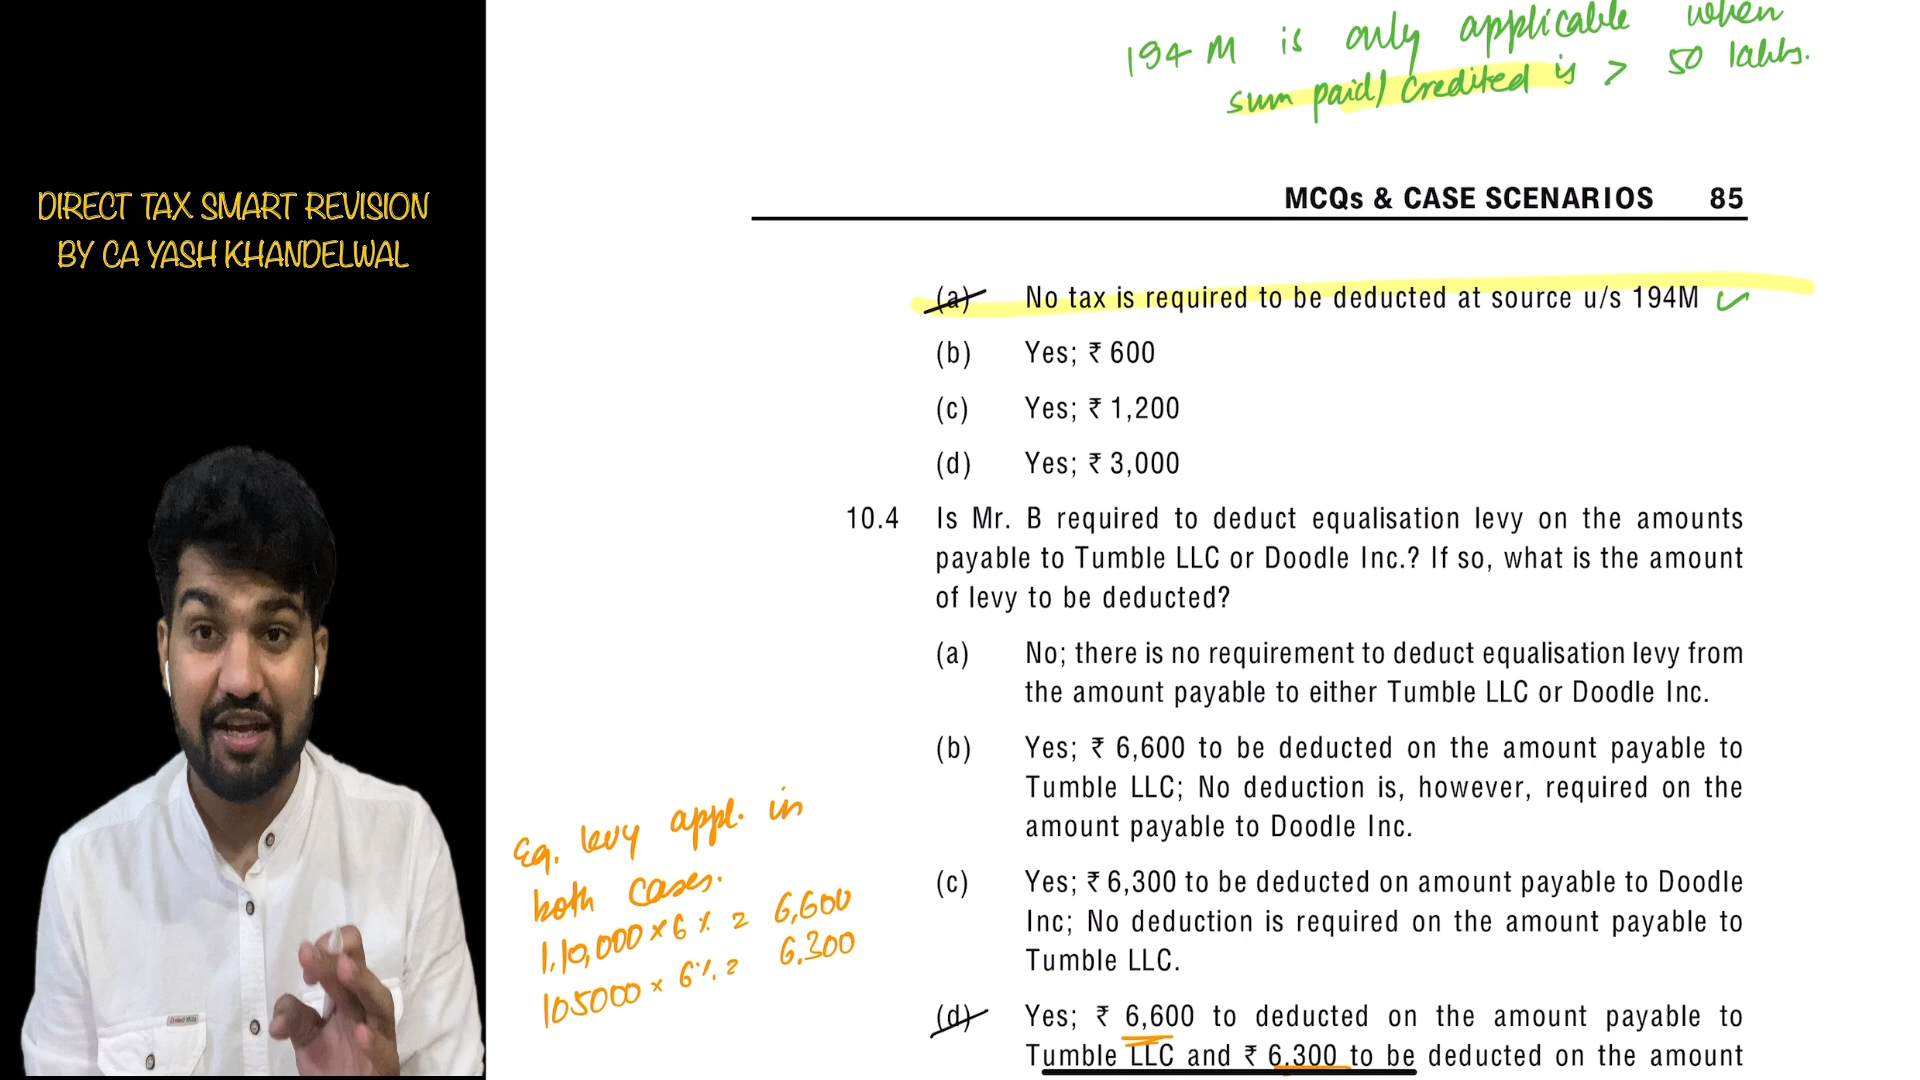 194 M is only applicable when
sum paid/ credited is > 50 lakhs.
DIRECT TAX SMART REVISION
BY CA YASH KHANDELWAL
MCQs & CASE SCENARIOS 85
(a) No tax is required to be deducted at source u/s 194M
(b) Yes; ₹ 600
(c) Yes; ₹ 1,200
(d) Yes; ₹ 3,000
10.4 Is Mr. B required to deduct equalisation levy on the amounts
payable to Tumble LLC or Doodle Inc.? If so, what is the amount
of levy to be deducted?
(a) No; there is no requirement to deduct equalisation levy from
the amount payable to either Tumble LLC or Doodle Inc.
(b) Yes; ₹ 6,600 to be deducted on the amount payable to
Tumble LLC; No deduction is, however, required on the
amount payable to Doodle Inc.
(c) Yes; ₹ 6,300 to be deducted on amount payable to Doodle
Inc; No deduction is required on the amount payable to
Tumble LLC.
(d) Yes; ₹ 6,600 to deducted on the amount payable to
Tumble LLC and ₹ 6,300 to be deducted on the amount
Eq. levy appl. in
both cases.
1,10,000 × 6 % = 6,600
105000 × 6% = 6,300